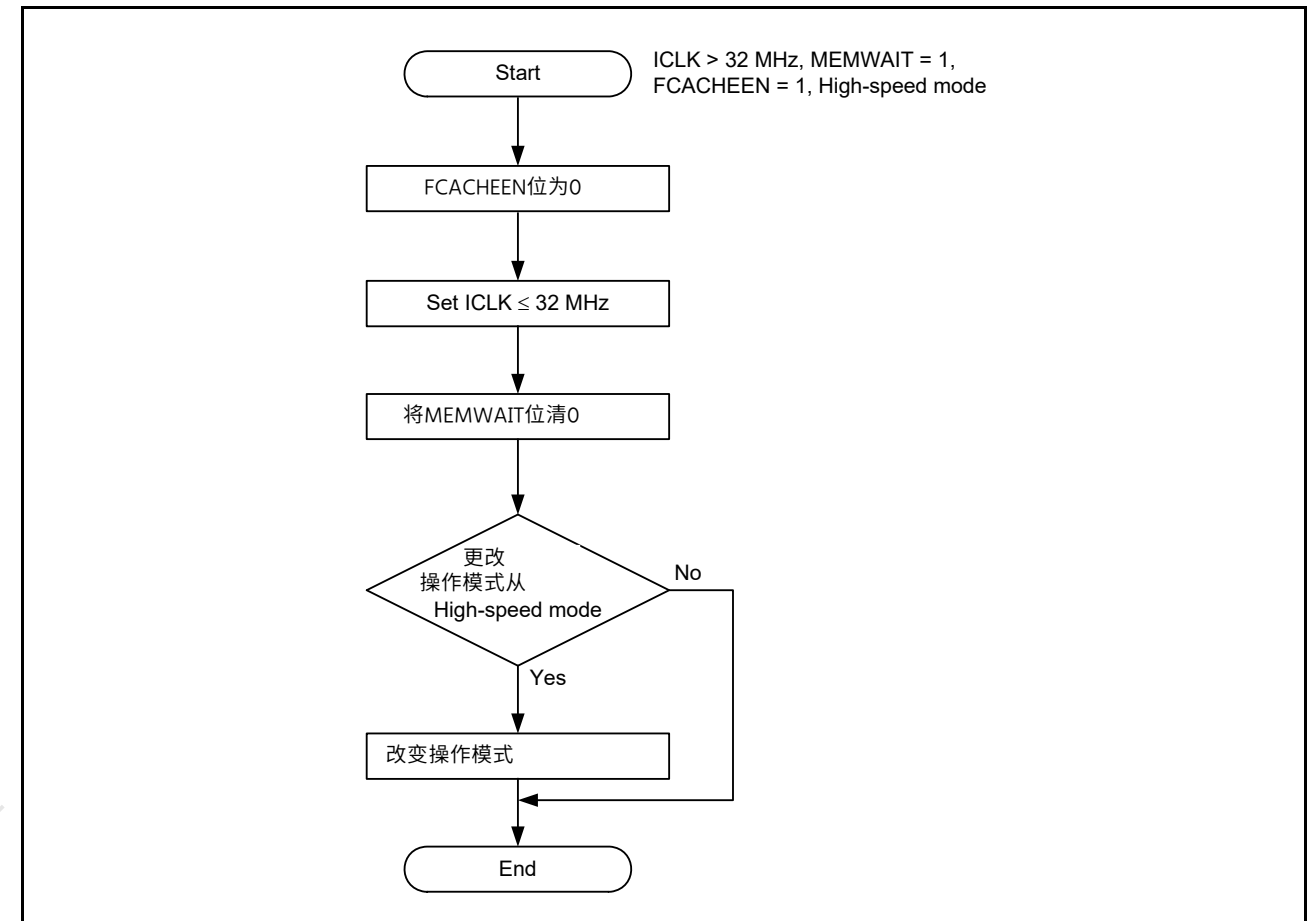 Start
ICLK > 32 MHz, MEMWAIT = 1,
FCACHEEN = 1, High-speed mode
FCACHEEN位为0
Set ICLK ≤ 32 MHz
将MEMWAIT位清0
更改
操作模式从
High-speed mode
No
Yes
改变操作模式
End